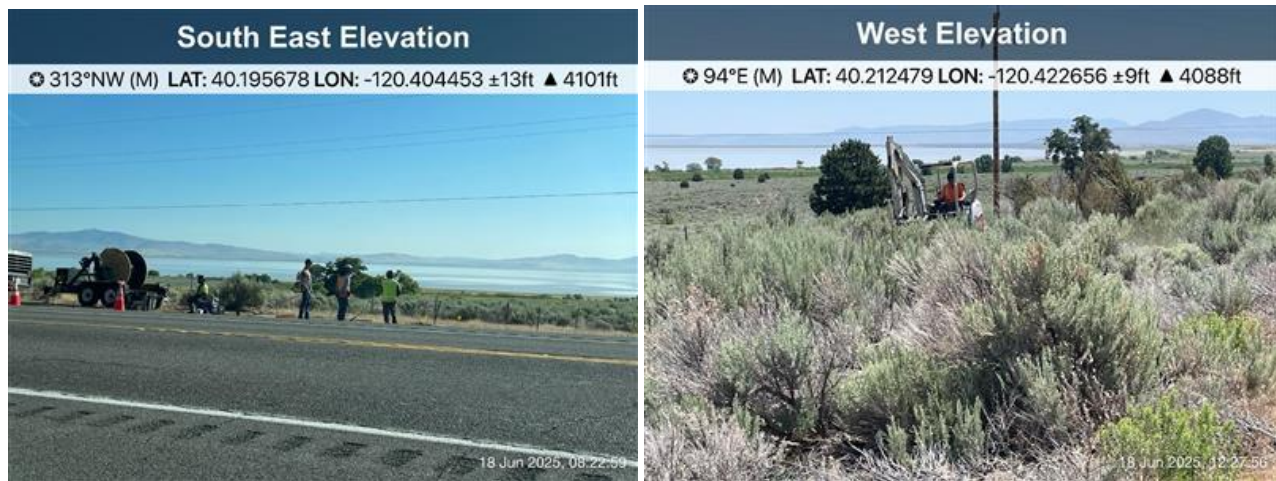 South East Elevation
313°NW (M) LAT: 40.195678 LON: -120.404453 ±13ft ▲ 4101ft
18 Jun 2025, 08:22:59
West Elevation
94°E (M) LAT: 40.212479 LON: -120.422656 ±9ft ▲ 4088ft
18 Jun 2025, 12:27:56